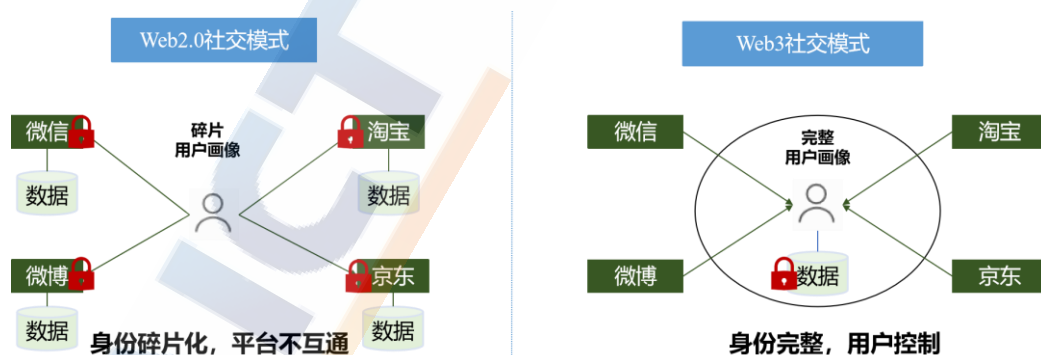 Web2.0社交模式
微信
碎片
用户画像
淘宝
数据
数据
微博
京东
数据
数据
身份碎片化，平台不互通
Web3社交模式
微信
完整
用户画像
淘宝
微博
数据
京东
身份完整，用户控制